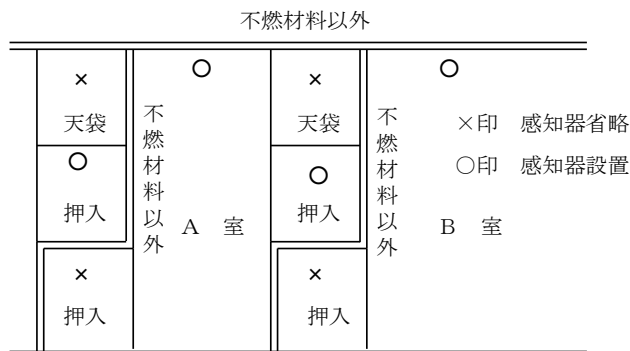 不燃材料以外
×
天袋
○
押入
×
押入
不燃材料以外
○
A 室
×
天袋
○
押入
×
押入
不燃材料以外
○
B 室
×印 感知器省略
○印 感知器設置